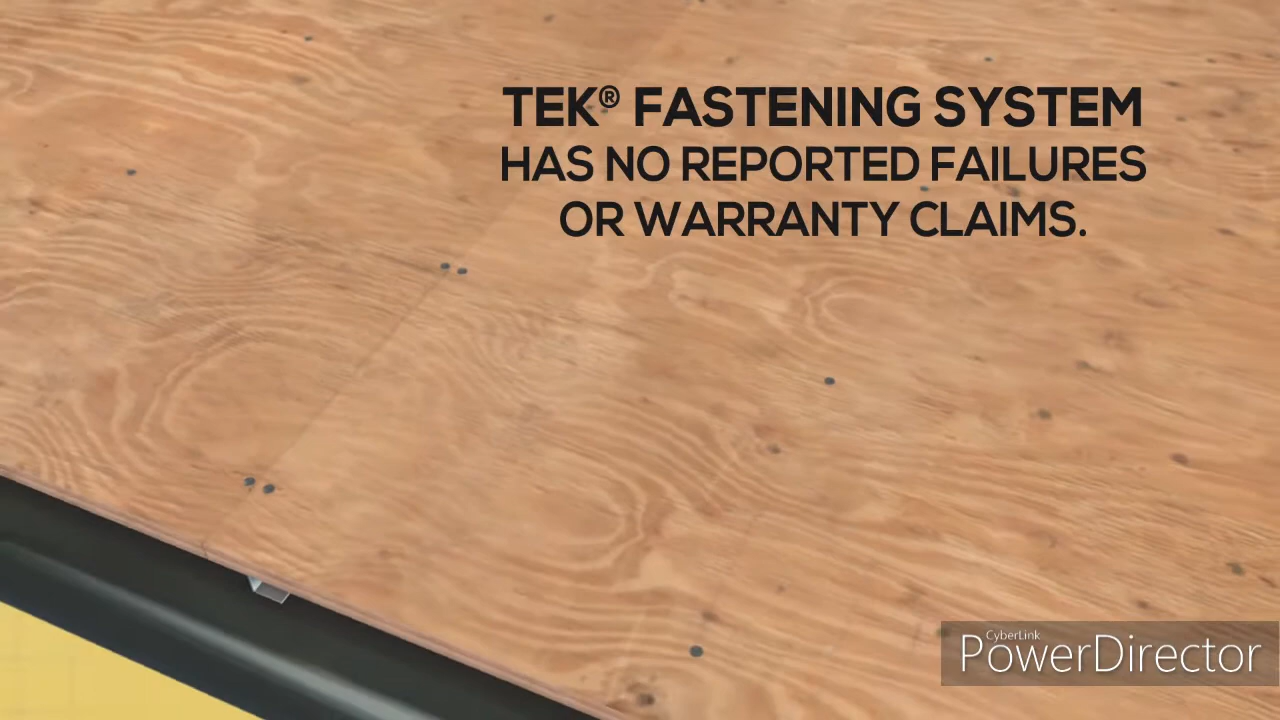 TEK® FASTENING SYSTEM
HAS NO REPORTED FAILURES
OR WARRANTY CLAIMS.
CyberLink
PowerDirector